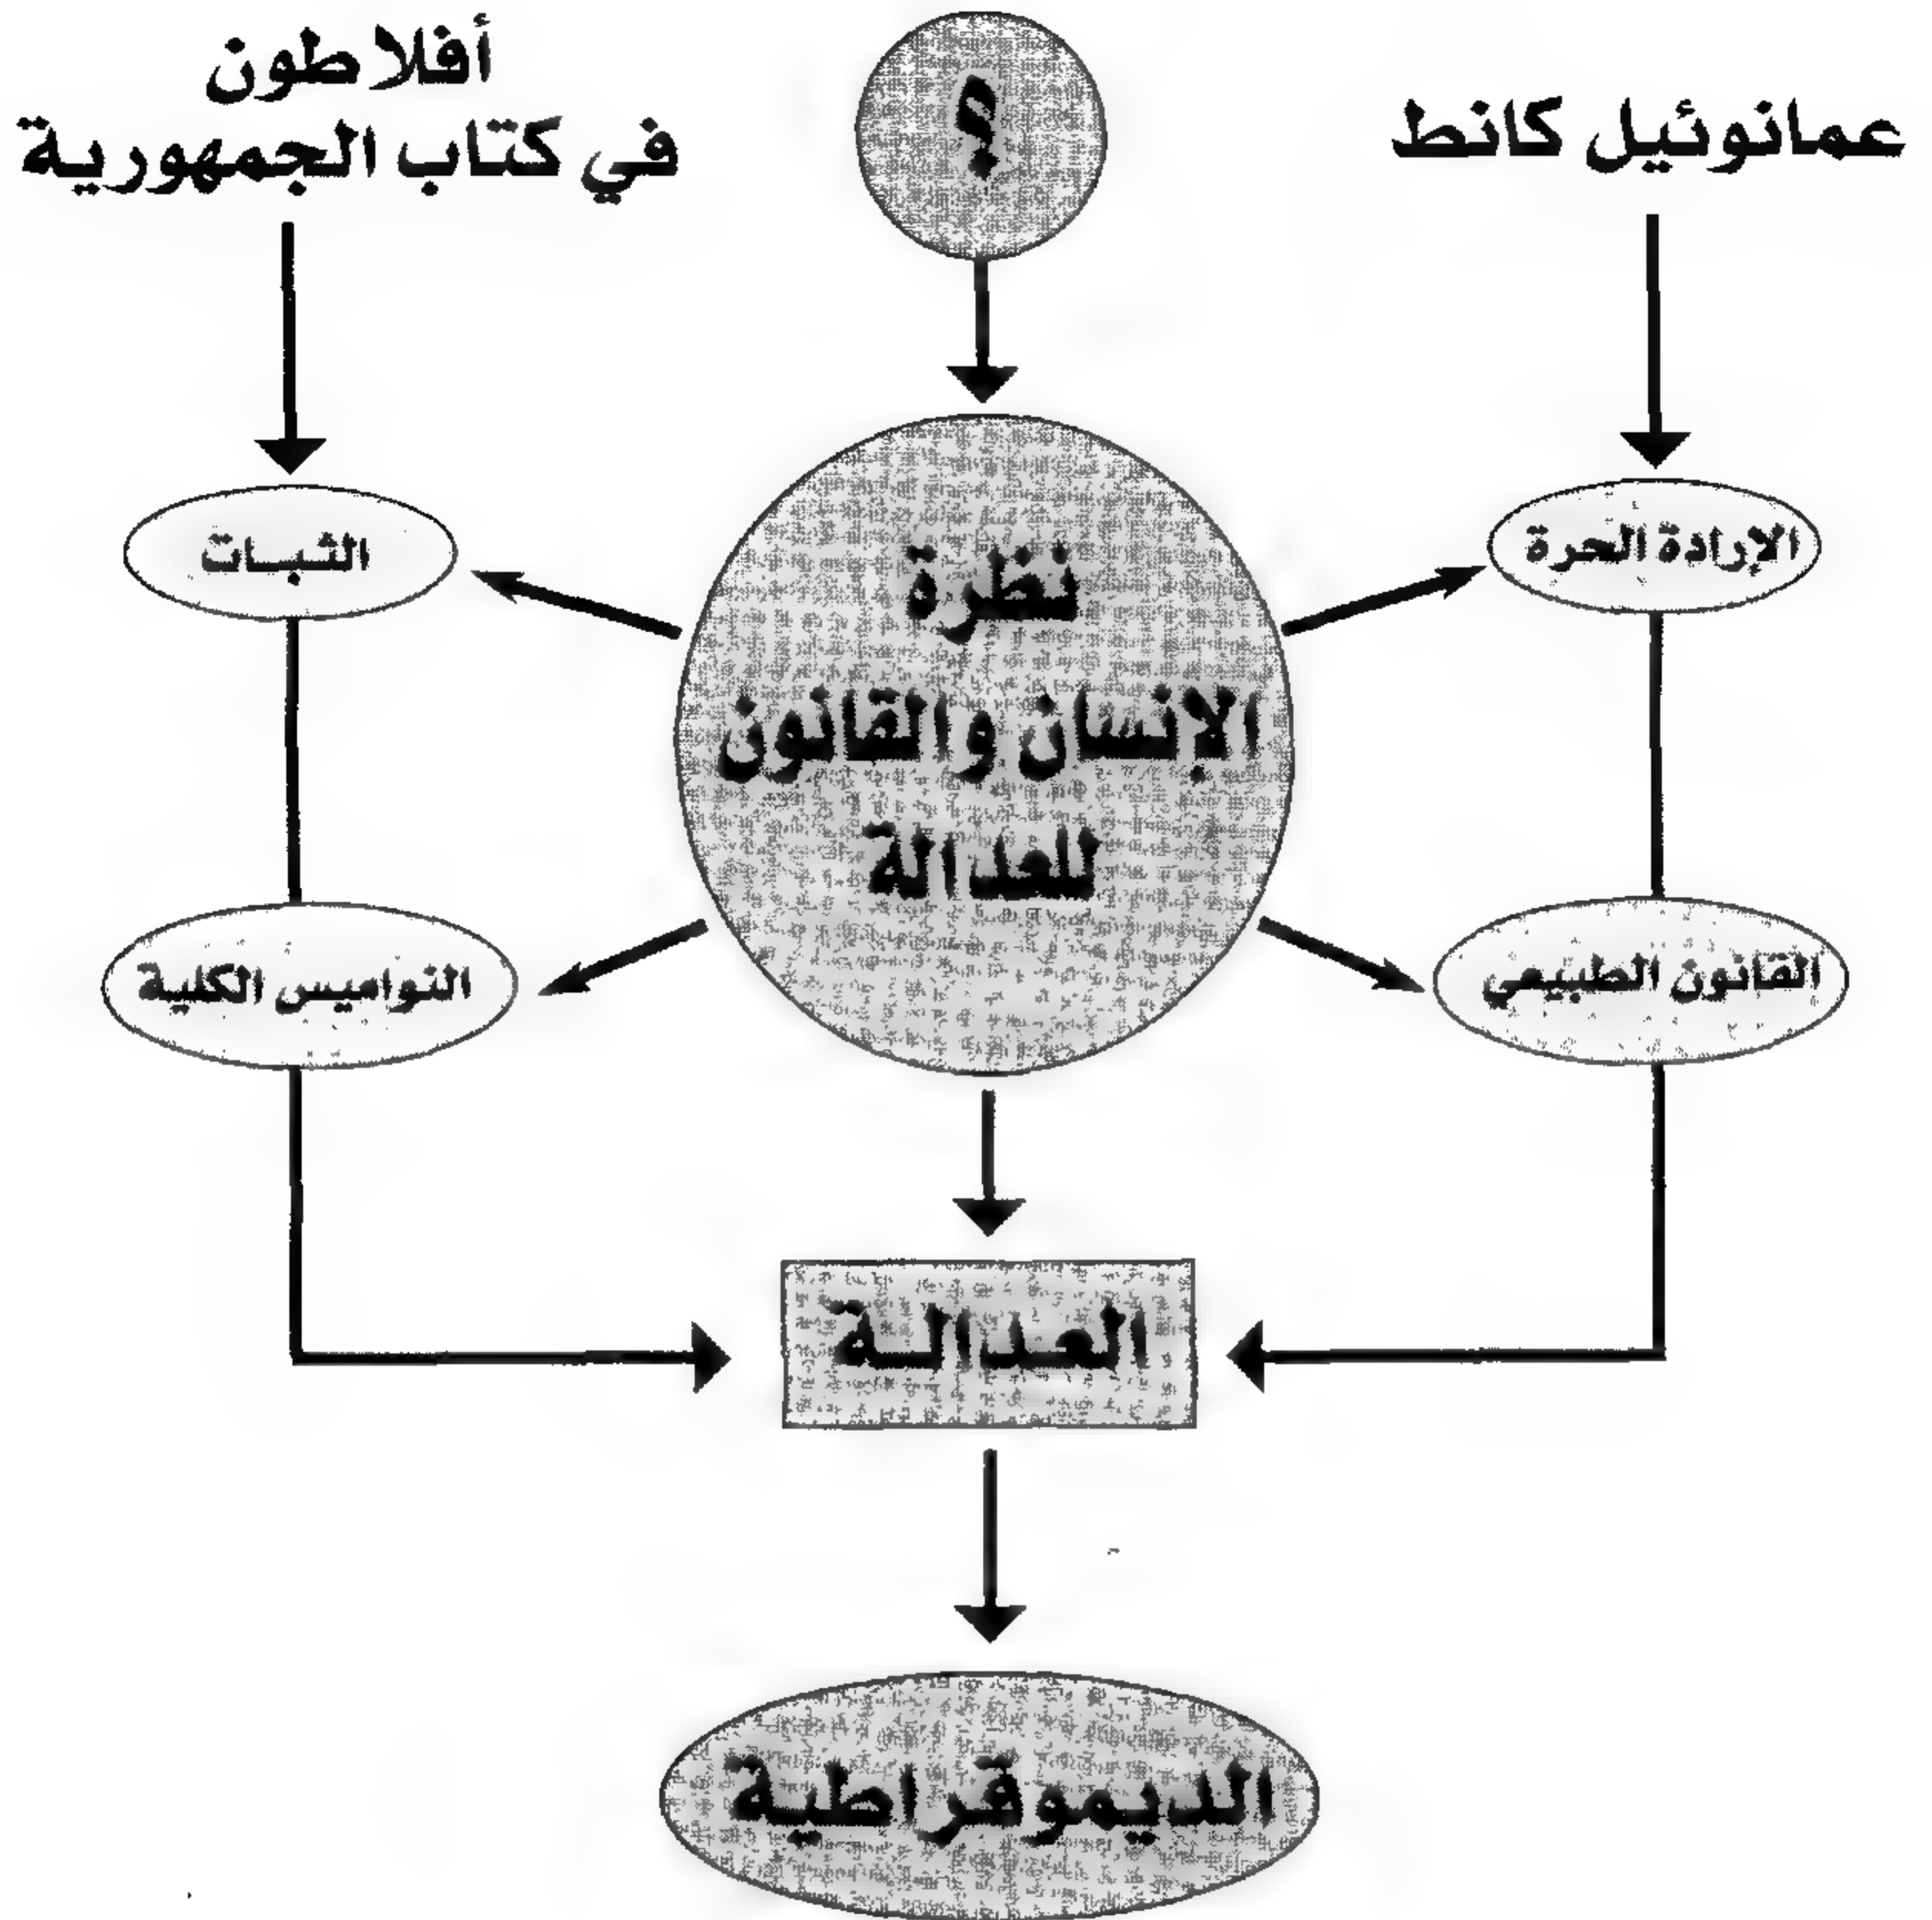 عمانوئيل كانط
؟
أفلاطون
في كتاب الجمهورية
الإرادة الحرة
نظرة
الإنسان والقانون
للعدالة
الثبات
القانون الطبيعي
النواميس الكلية
العدالة
الديموقراطية